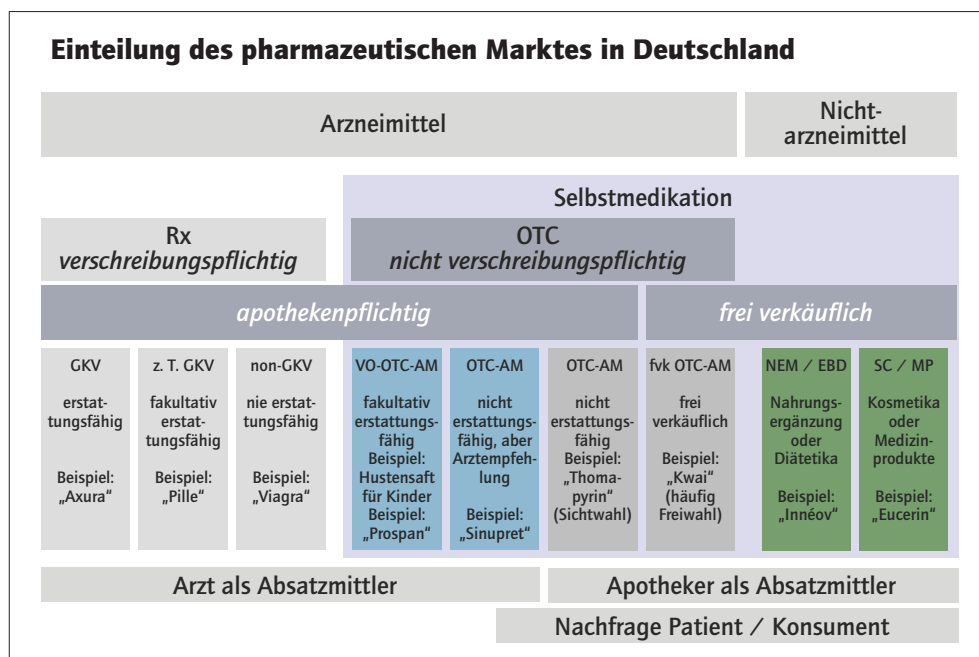 Einteilung des pharmazeutischen Marktes in Deutschland
Arzneimittel
Nicht-
arzneimittel
Selbstmedikation
Rx
verschreibungspflichtig
OTC
nicht verschreibungspflichtig
apothekenpflichtig
frei verkäuflich
GKV
erstat-
tungsfähig
Beispiel:
„Axura“
z. T. GKV
fakultativ
erstat-
tungsfähig
Beispiel:
„Pille“
non-GKV
nie erstat-
tungsfähig
Beispiel:
„Viagra“
VO-OTC-AM
fakultativ
erstattungs-
fähig
Beispiel:
Hustensaft
für Kinder
Beispiel:
„Prospan“
OTC-AM
nicht
erstattungs-
fähig, aber
Arztempfeh-
lung
Beispiel:
„Sinupret“
OTC-AM
nicht
erstattungs-
fähig
Beispiel:
„Thoma-
pyrin“
(Sichtwahl)
fvk OTC-AM
frei
verkäuflich
Beispiel:
„Kwai“
(häufig
Freiwahl)
NEM / EBD
Nahrungs-
ergänzung
oder
Diätetika
Beispiel:
„Innéov“
SC / MP
Kosmetika
oder
Medizin-
produkte
Beispiel:
„Eucerin“
Arzt als Absatzmittler
Apotheker als Absatzmittler
Nachfrage Patient / Konsument